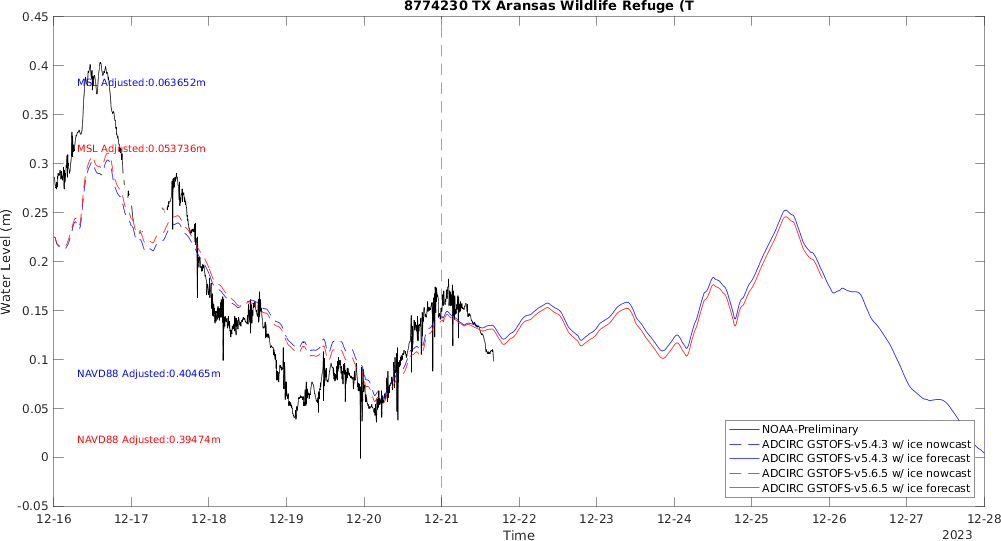 8774230 TX Aransas Wildlife Refuge (T
0.45
0.4
0.35
0.3
0.25
0.2
0.15
0.1
0.05
0
-0.05
Water Level (m)
MSL Adjusted:0.063652m
MSL Adjusted:0.053736m
NAVD88 Adjusted:0.40465m
NAVD88 Adjusted:0.39474m
NOAA-Preliminary
ADCIRC GSTOFS-v5.4.3 w/ ice nowcast
ADCIRC GSTOFS-v5.4.3 w/ ice forecast
ADCIRC GSTOFS-v5.6.5 w/ ice nowcast
ADCIRC GSTOFS-v5.6.5 w/ ice forecast
12-16 12-17 12-18 12-19 12-20 12-21 12-22 12-23 12-24 12-25 12-26 12-27 12-28
Time
2023